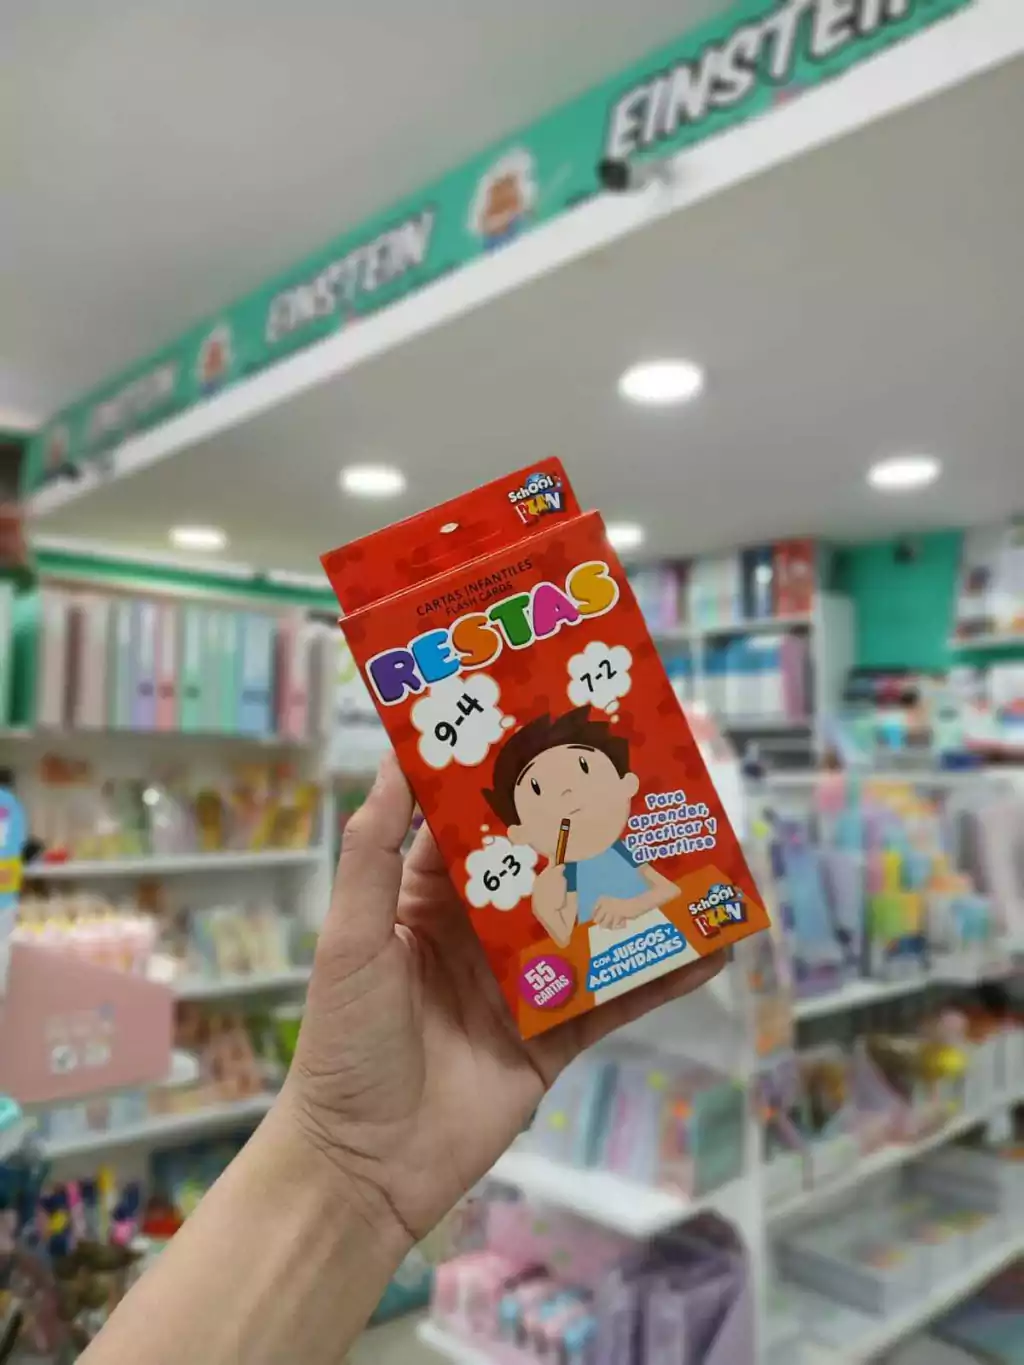 EINSTEIN
EINSTEIN
EINSTEIN
SCHOOL
FUN
CARTAS INFANTILES
FLASH CARDS
RESTAS
7-2
9-4
Para
aprender,
practicar y
divertirse
6-3
SCHOOL
FUN
CON JUEGOS Y
ACTIVIDADES
55
CARTAS